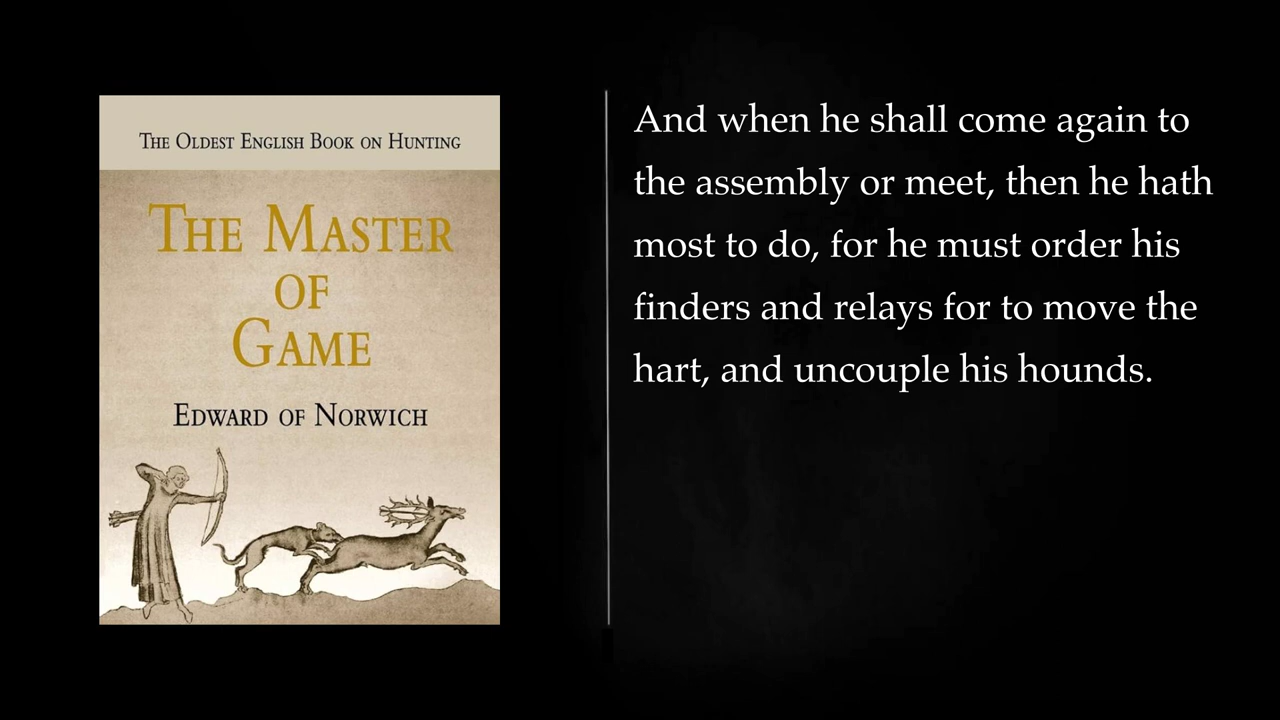 The Oldest English Book on Hunting
The Master
of
Game
Edward of Norwich
And when he shall come again to
the assembly or meet, then he hath
most to do, for he must order his
finders and relays for to move the
hart, and uncouple his hounds.